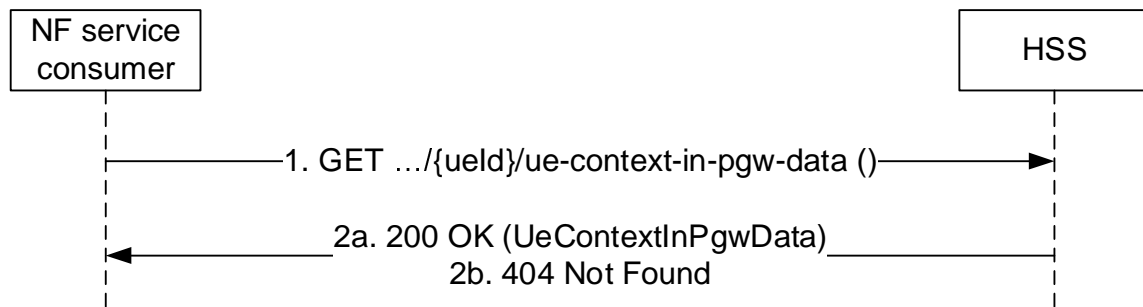 NF service
consumer
HSS
1. GET …/{ueId}/ue-context-in-pgw-data ()
2a. 200 OK (UeContextInPgwData)
2b. 404 Not Found